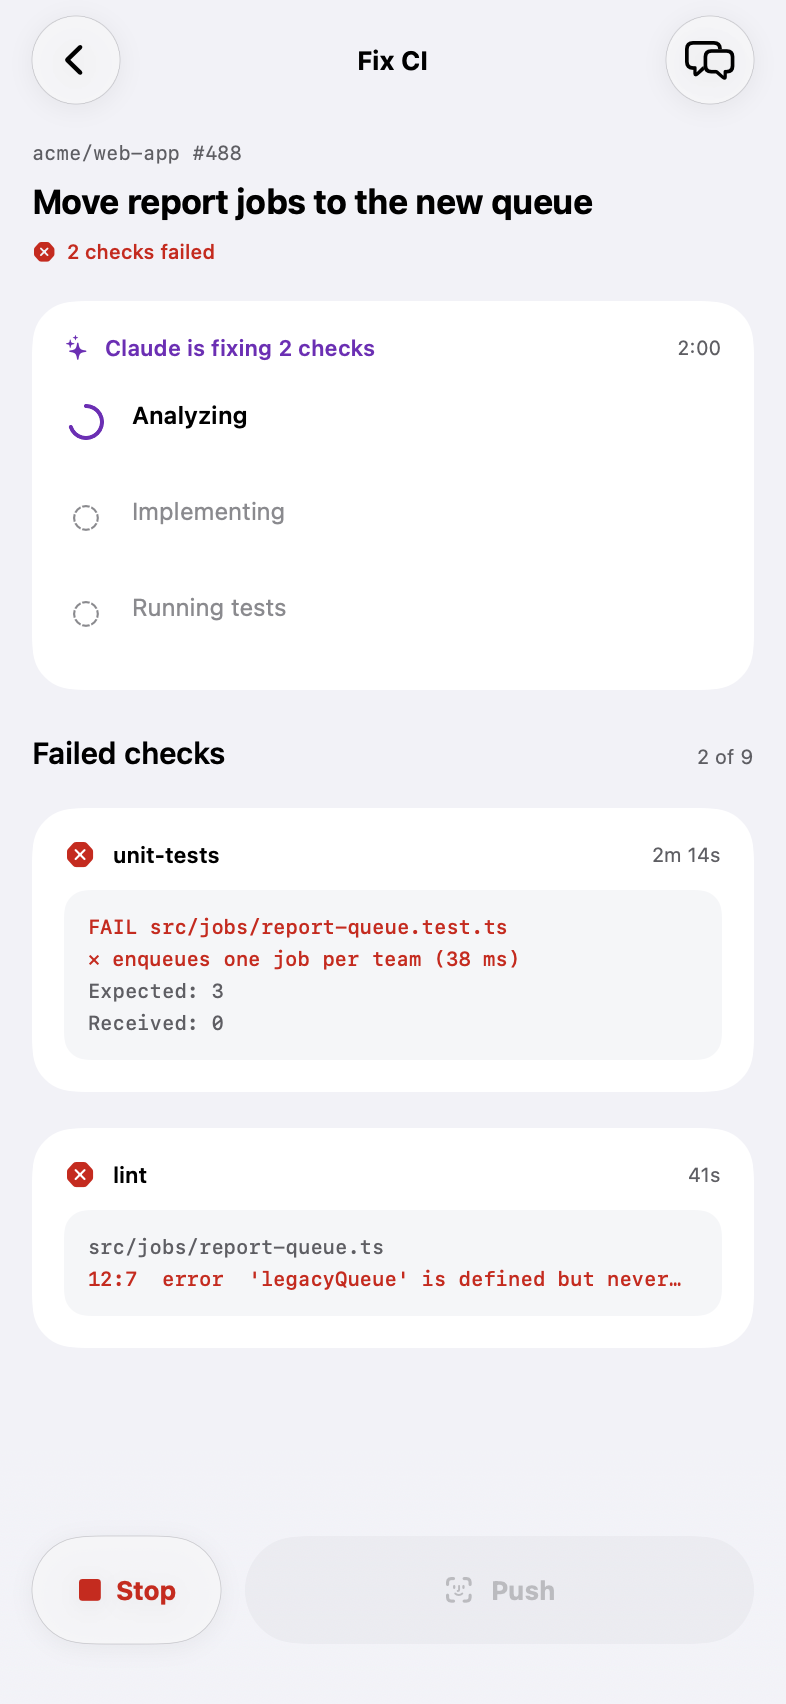 Fix CI
acme/web-app #488
Move report jobs to the new queue
2 checks failed
Claude is fixing 2 checks
2:00
Analyzing
Implementing
Running tests
Failed checks
2 of 9
unit-tests
2m 14s
FAIL src/jobs/report-queue.test.ts
× enqueues one job per team (38 ms)
Expected: 3
Received: 0
lint
41s
src/jobs/report-queue.ts
12:7  error  'legacyQueue' is defined but never…
Stop
Push